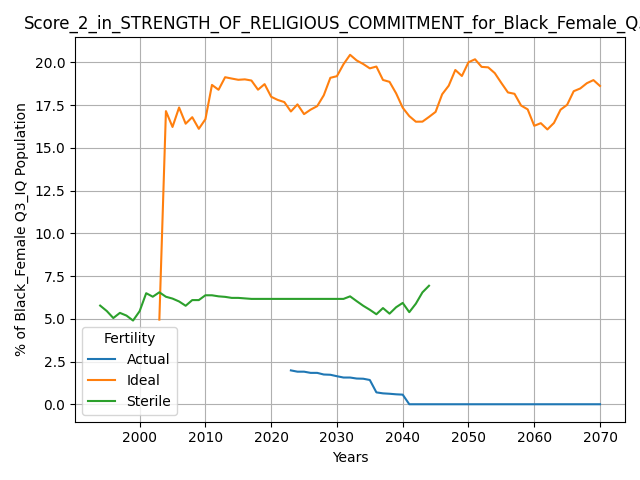 Score_2_in_STRENGTH_OF_RELIGIOUS_COMMITMENT_for_Black_Female_Q
% of Black_Female Q3_IQ Population
20.0
17.5
15.0
12.5
10.0
7.5
5.0
2.5
0.0
Fertility
Actual
Ideal
Sterile
2000 2010 2020 2030 2040 2050 2060 2070
Years